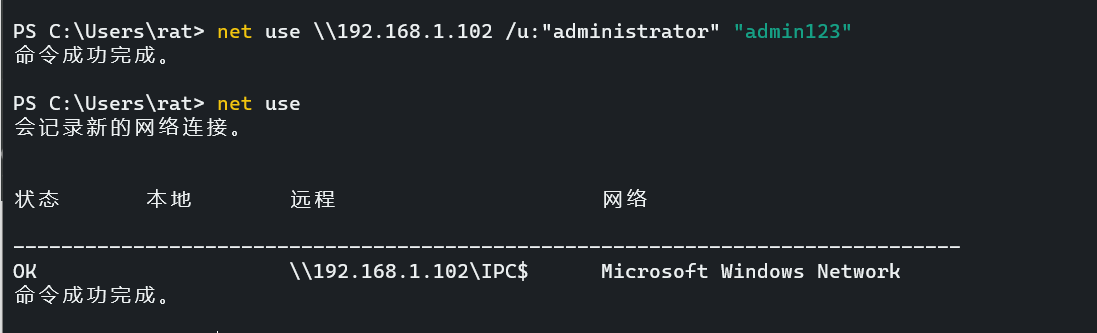 PS C:\Users\rat> net use \\192.168.1.102 /u:"administrator" "admin123"
命令成功完成。
PS C:\Users\rat> net use
会记录新的网络连接。
状态 本地 远程 网络
-------------------------------------------------------------------------------
OK \\192.168.1.102\IPC$ Microsoft Windows Network
命令成功完成。